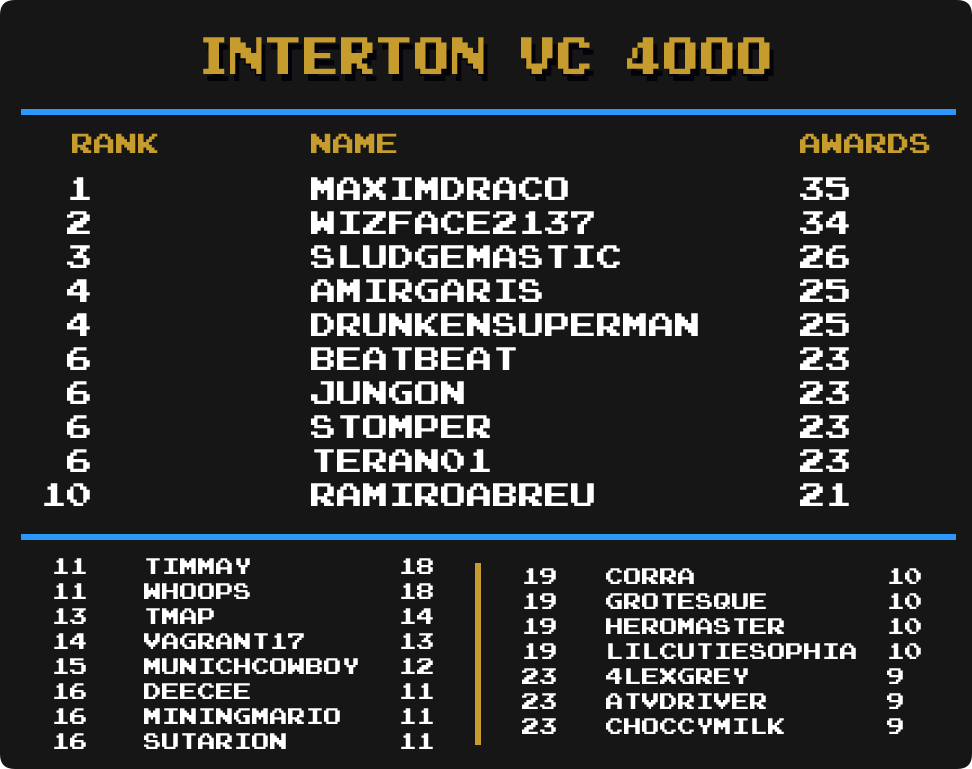 INTERTON VC 4000
RANK NAME AWARDS
1 MAXIMDRACO 35
2 WIZFACE2137 34
3 SLUDGEMASTIC 26
4 AMIRGARIS 25
4 DRUNKENSUPERMAN 25
6 BEATBEAT 23
6 JUNGON 23
6 STOMPER 23
6 TERAN01 23
10 RAMIROABREU 21
11 TIMMAY 18
11 WHOOPS 18
13 TMAP 14
14 VAGRANT17 13
15 MUNICHCOWBOY 12
16 DEECEE 11
16 MININGMARIO 11
16 SUTARION 11
19 CORRA 10
19 GROTESQUE 10
19 HEROMASTER 10
19 LILCUTIESOPHIA 10
23 4LEXGREY 9
23 ATVDRIVER 9
23 CHOCCYMILK 9